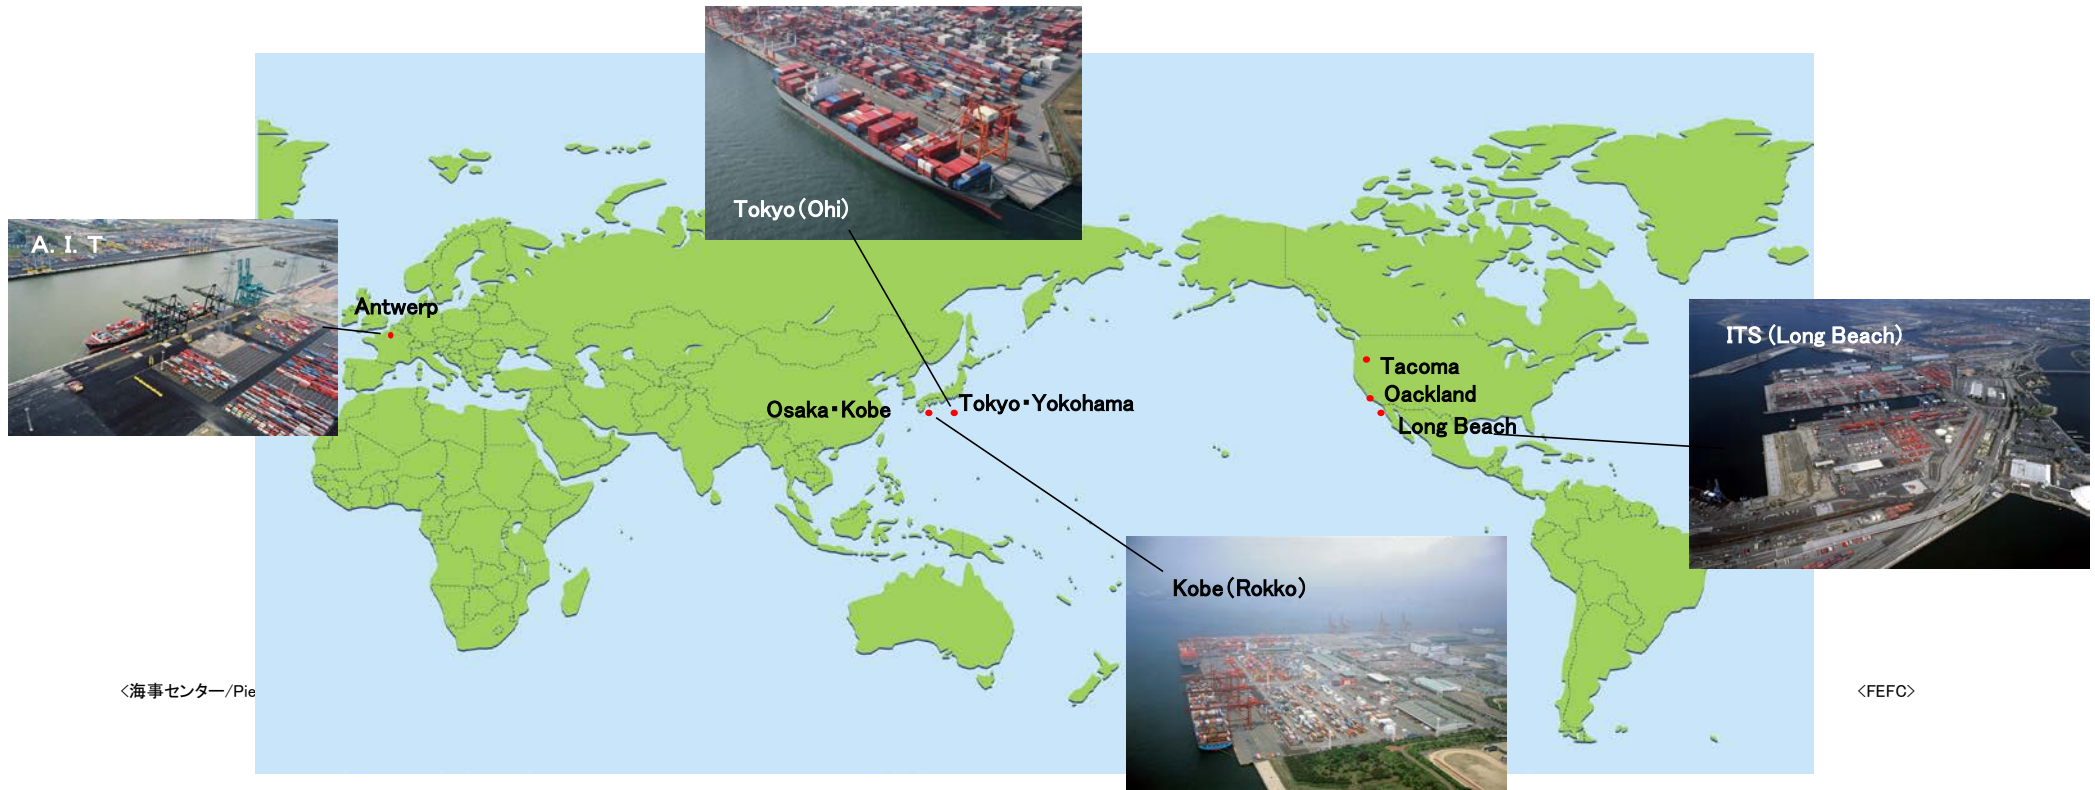 Tokyo(Ohi)
A. I. T
Antwerp
ITS (Long Beach)
Tacoma
Oackland
Long Beach
Osaka・Kobe
Tokyo・Yokohama
Kobe(Rokko)
<海事センター/Pie
<FEFC>